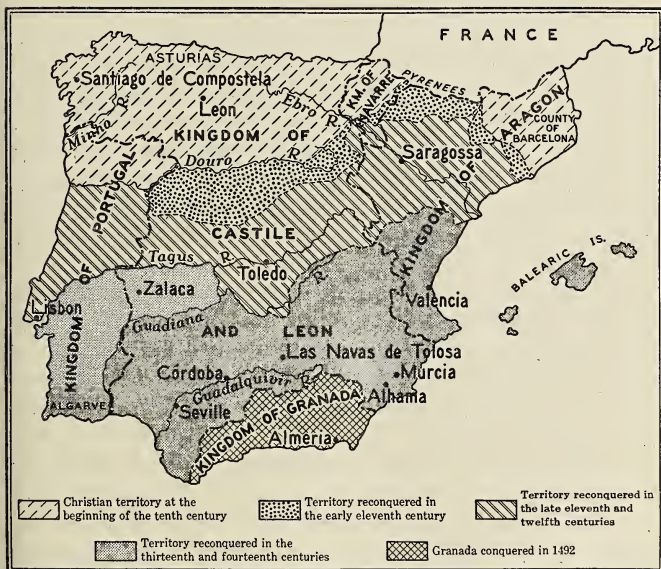 FRANCE
ASTURIAS
Santiago de Compostela
Leon
Ebro R.
KM. OF NAVARRE
PYRENEES
Minho R.
KINGDOM OF
ARAGON
COUNTY OF BARCELONA
Douro R.
Saragossa
KINGDOM OF PORTUGAL
CASTILE
KINGDOM OF
Tagus R.
Toledo
BALEARIC IS.
Lisbon
Zalaca
R.
Valencia
Guadiana
AND LEON
Las Navas de Tolosa
Córdoba
Murcia
Guadalquivir R.
Alhama
ALGARVE
Seville
KINGDOM OF GRANADA
Almeria
Christian territory at the
beginning of the tenth century
Territory reconquered in
the early eleventh century
Territory reconquered in
the late eleventh and
twelfth centuries
Territory reconquered in the
thirteenth and fourteenth centuries
Granada conquered in 1492